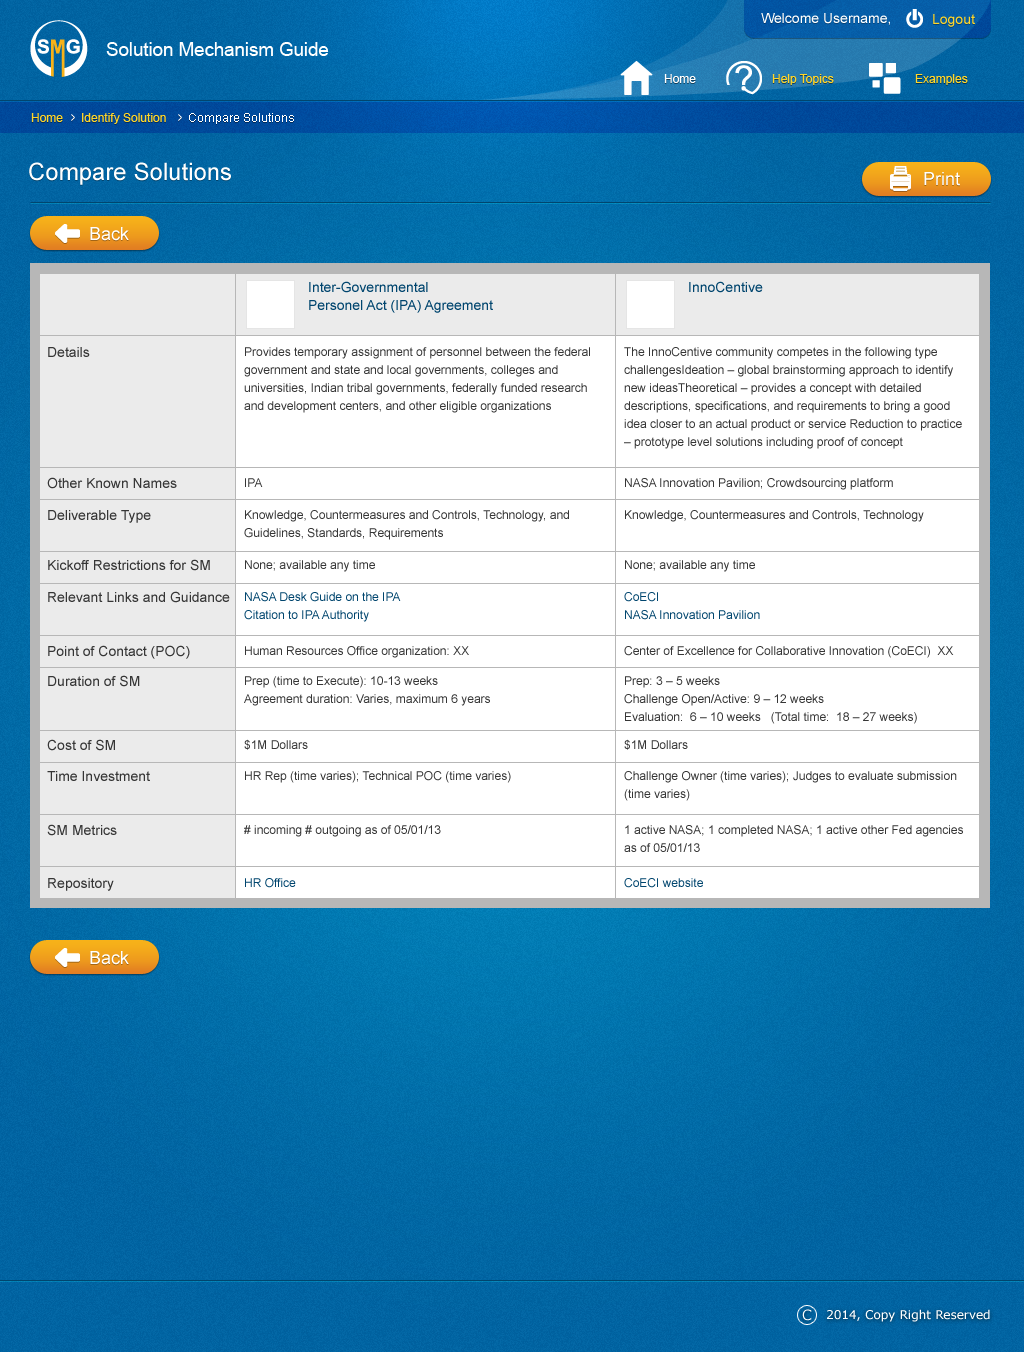 Welcome Username,
Logout
SMG
Solution Mechanism Guide
Home
Help Topics
Examples
Home > Identify Solution > Compare Solutions
Compare Solutions
Print
Back
Inter-Governmental
Personel Act (IPA) Agreement
InnoCentive
Details
Provides temporary assignment of personnel between the federal
government and state and local governments, colleges and
universities, Indian tribal governments, federally funded research
and development centers, and other eligible organizations
The InnoCentive community competes in the following type
challengesIdeation – global brainstorming approach to identify
new ideasTheoretical – provides a concept with detailed
descriptions, specifications, and requirements to bring a good
idea closer to an actual product or service Reduction to practice
– prototype level solutions including proof of concept
Other Known Names
IPA
NASA Innovation Pavilion; Crowdsourcing platform
Deliverable Type
Knowledge, Countermeasures and Controls, Technology, and
Guidelines, Standards, Requirements
Knowledge, Countermeasures and Controls, Technology
Kickoff Restrictions for SM
None; available any time
None; available any time
Relevant Links and Guidance
NASA Desk Guide on the IPA
Citation to IPA Authority
CoECI
NASA Innovation Pavilion
Point of Contact (POC)
Human Resources Office organization: XX
Center of Excellence for Collaborative Innovation (CoECI)  XX
Duration of SM
Prep (time to Execute): 10-13 weeks
Agreement duration: Varies, maximum 6 years
Prep: 3 – 5 weeks
Challenge Open/Active: 9 – 12 weeks
Evaluation:  6 – 10 weeks   (Total time:  18 – 27 weeks)
Cost of SM
$1M Dollars
$1M Dollars
Time Investment
HR Rep (time varies); Technical POC (time varies)
Challenge Owner (time varies); Judges to evaluate submission
(time varies)
SM Metrics
# incoming # outgoing as of 05/01/13
1 active NASA; 1 completed NASA; 1 active other Fed agencies
as of 05/01/13
Repository
HR Office
CoECI website
Back
© 2014, Copy Right Reserved